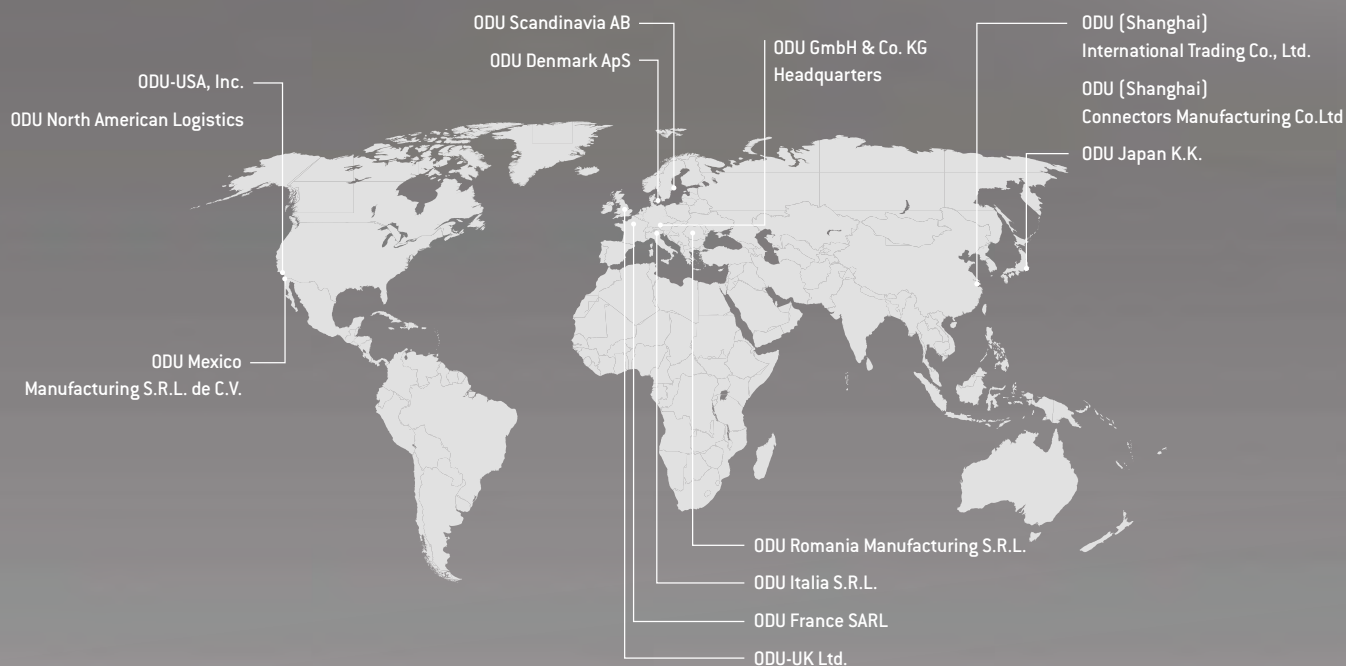 ODU Scandinavia AB
ODU Denmark ApS
ODU GmbH & Co. KG
Headquarters
ODU (Shanghai)
International Trading Co., Ltd.
ODU (Shanghai)
Connectors Manufacturing Co.Ltd
ODU Japan K.K.
ODU-USA, Inc.
ODU North American Logistics
ODU Mexico
Manufacturing S.R.L. de C.V.
ODU Romania Manufacturing S.R.L.
ODU Italia S.R.L.
ODU France SARL
ODU-UK Ltd.